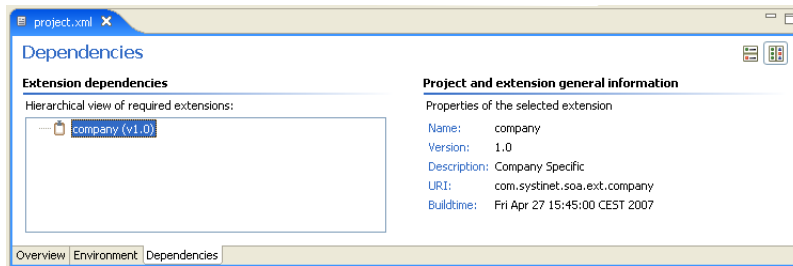 project.xml
Dependencies
Extension dependencies
Hierarchical view of required extensions:
company (v1.0)
Project and extension general information
Properties of the selected extension
Name: company
Version: 1.0
Description: Company Specific
URI: com.systinet.soa.ext.company
Buildtime: Fri Apr 27 15:45:00 CEST 2007
Overview Environment Dependencies